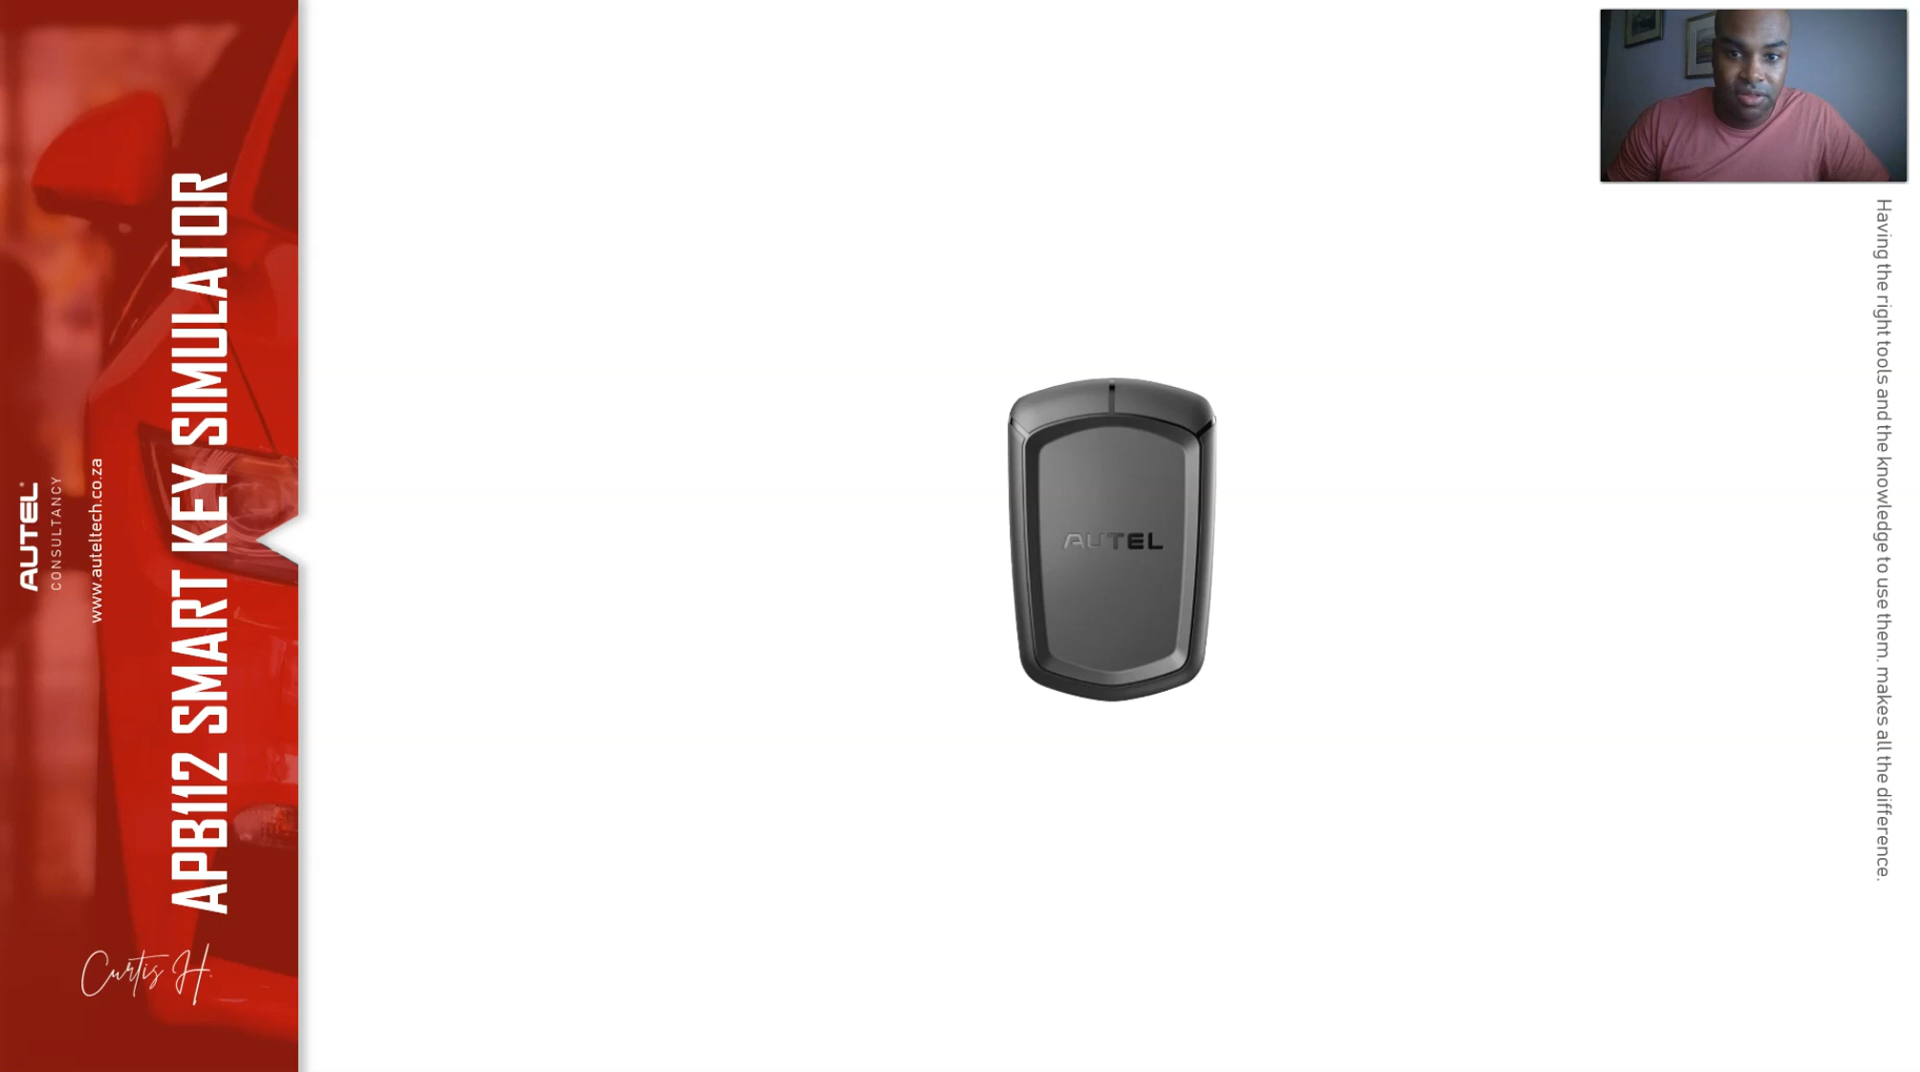 AUTEL
CONSULTANCY
www.auteltech.co.za
APB112 SMART KEY SIMULATOR
Curtis H.
AUTEL
Having the right tools and the knowledge to use them, makes all the difference.